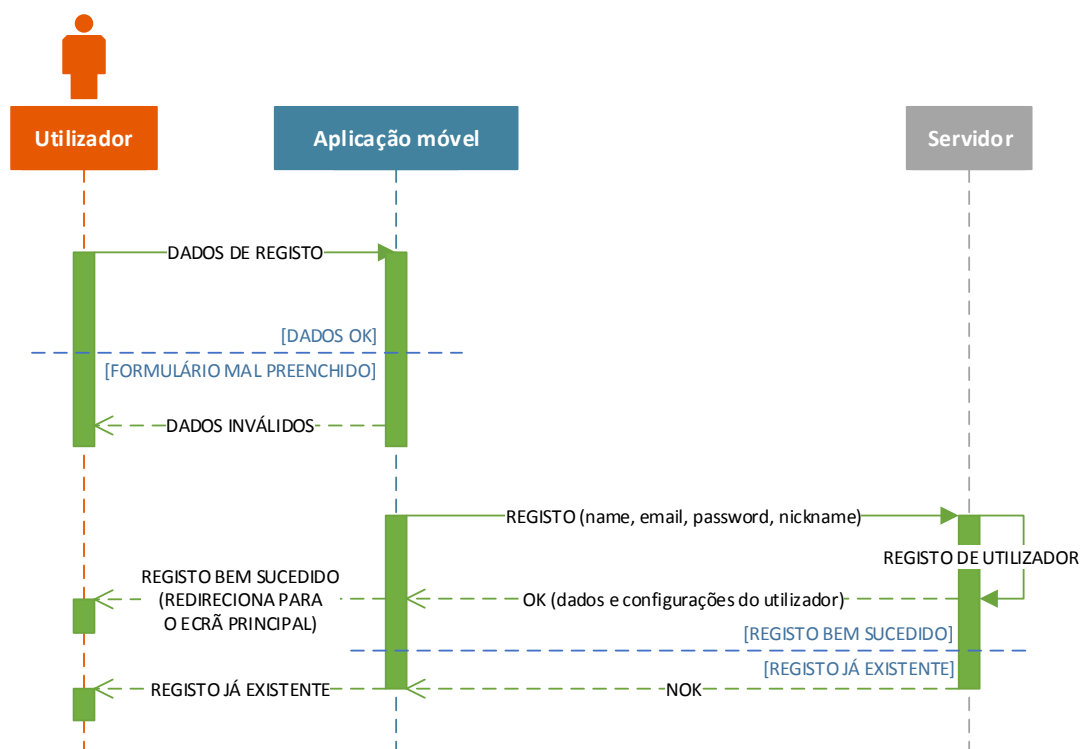 Utilizador
Aplicação móvel
Servidor
DADOS DE REGISTO
[DADOS OK]
[FORMULÁRIO MAL PREENCHIDO]
DADOS INVÁLIDOS
REGISTO (name, email, password, nickname)
REGISTO DE UTILIZADOR
REGISTO BEM SUCEDIDO
(REDIRECIONA PARA
O ECRÃ PRINCIPAL)
OK (dados e configurações do utilizador)
[REGISTO BEM SUCEDIDO]
[REGISTO JÁ EXISTENTE]
REGISTO JÁ EXISTENTE
NOK